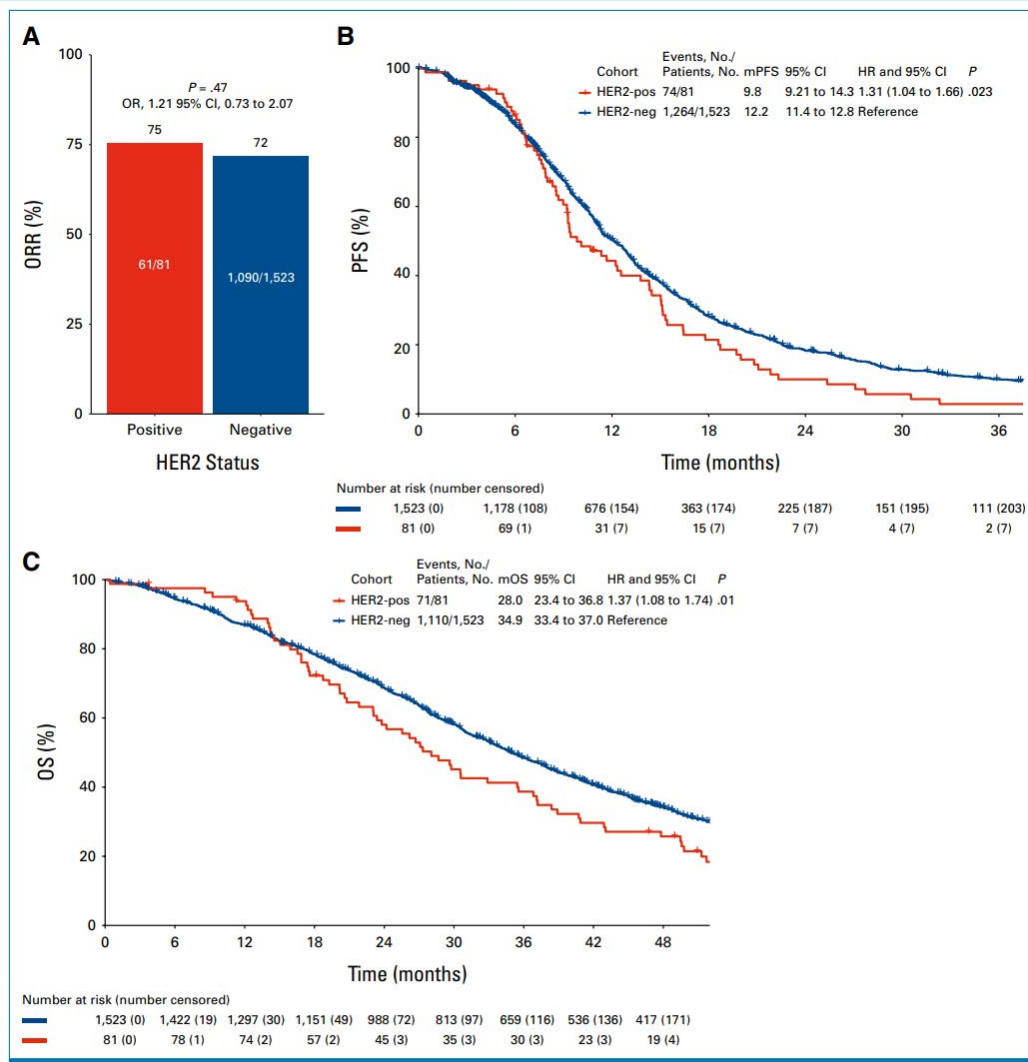 A
100
75
50
25
0
ORR (%)
P = .47
OR, 1.21 95% CI, 0.73 to 2.07
75
72
61/81
1,090/1,523
Positive Negative
HER2 Status
B
100
80
60
40
20
0
PFS (%)
Events, No./
Cohort Patients, No. mPFS 95% CI HR and 95% CI P
HER2-pos 74/81 9.8 9.21 to 14.3 1.31 (1.04 to 1.66) .023
HER2-neg 1,264/1,523 12.2 11.4 to 12.8 Reference
0 6 12 18 24 30 36
Time (months)
Number at risk (number censored)
1,523 (0) 1,178 (108) 676 (154) 363 (174) 225 (187) 151 (195) 111 (203)
81 (0) 69 (1) 31 (7) 15 (7) 7 (7) 4 (7) 2 (7)
C
100
80
60
40
20
0
OS (%)
Events, No./
Cohort Patients, No. mOS 95% CI HR and 95% CI P
HER2-pos 71/81 28.0 23.4 to 36.8 1.37 (1.08 to 1.74) .01
HER2-neg 1,110/1,523 34.9 33.4 to 37.0 Reference
0 6 12 18 24 30 36 42 48
Time (months)
Number at risk (number censored)
1,523 (0) 1,422 (19) 1,297 (30) 1,151 (49) 988 (72) 813 (97) 659 (116) 536 (136) 417 (171)
81 (0) 78 (1) 74 (2) 57 (2) 45 (3) 35 (3) 30 (3) 23 (3) 19 (4)